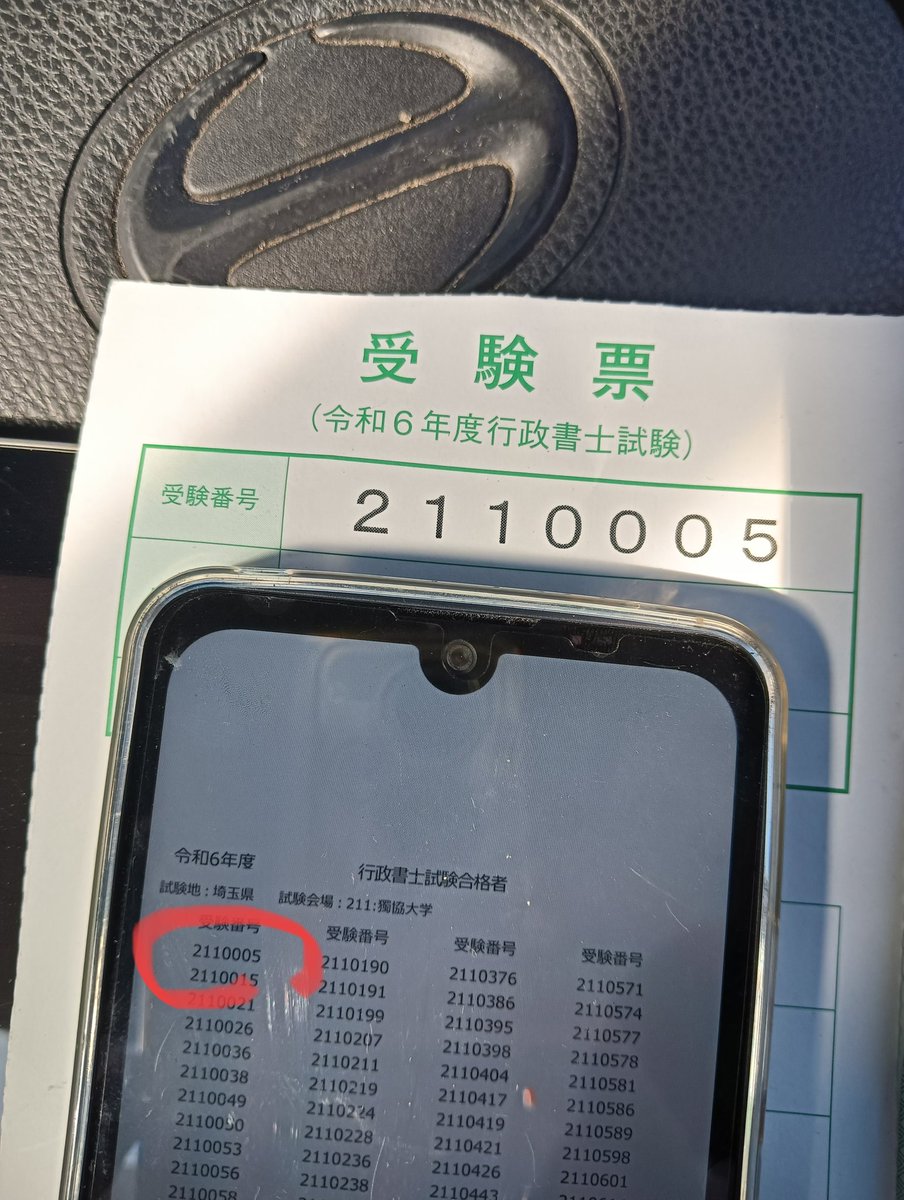 受験票
（令和６年度行政書士試験）
受験番号 ２１１０００５
令和6年度
行政書士試験合格者
試験地：埼玉県 試験会場：211:獨協大学
受験番号 受験番号 受験番号 受験番号
2110005 2110190 2110376 2110571
2110015 2110191 2110386 2110574
2110021 2110199 2110395 2110577
2110026 2110207 2110398 2110578
2110036 2110211 2110404 2110581
2110038 2110219 2110417 2110586
2110049 2110224 2110419 2110589
2110050 2110228 2110421 2110598
2110053 2110236 2110426 2110601
2110056 2110238 2110443
2110058